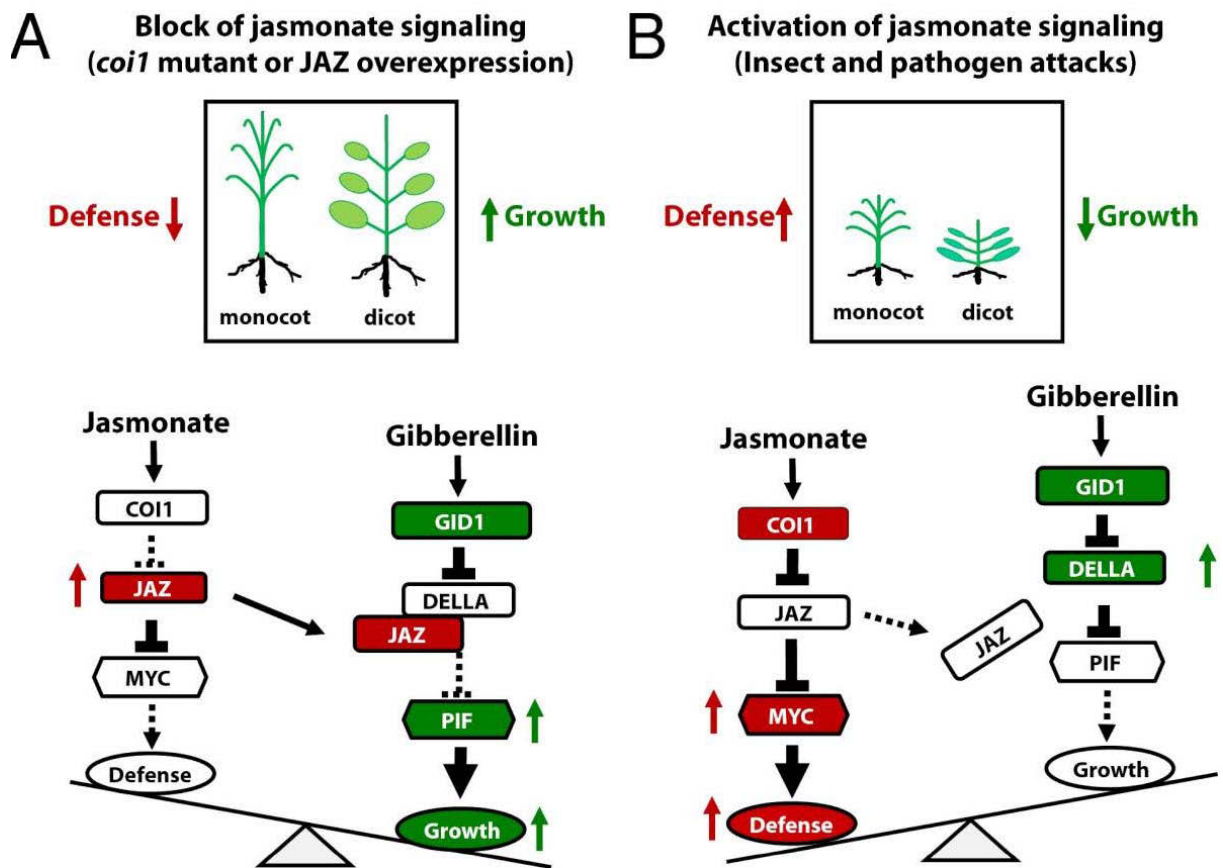 A
Block of jasmonate signaling
(coi1 mutant or JAZ overexpression)
Defense
Growth
monocot
dicot
Jasmonate
Gibberellin
COI1
GID1
JAZ
DELLA
JAZ
MYC
PIF
Defense
Growth
B
Activation of jasmonate signaling
(Insect and pathogen attacks)
Defense
Growth
monocot
dicot
Gibberellin
Jasmonate
GID1
COI1
DELLA
JAZ
JAZ
PIF
MYC
Growth
Defense